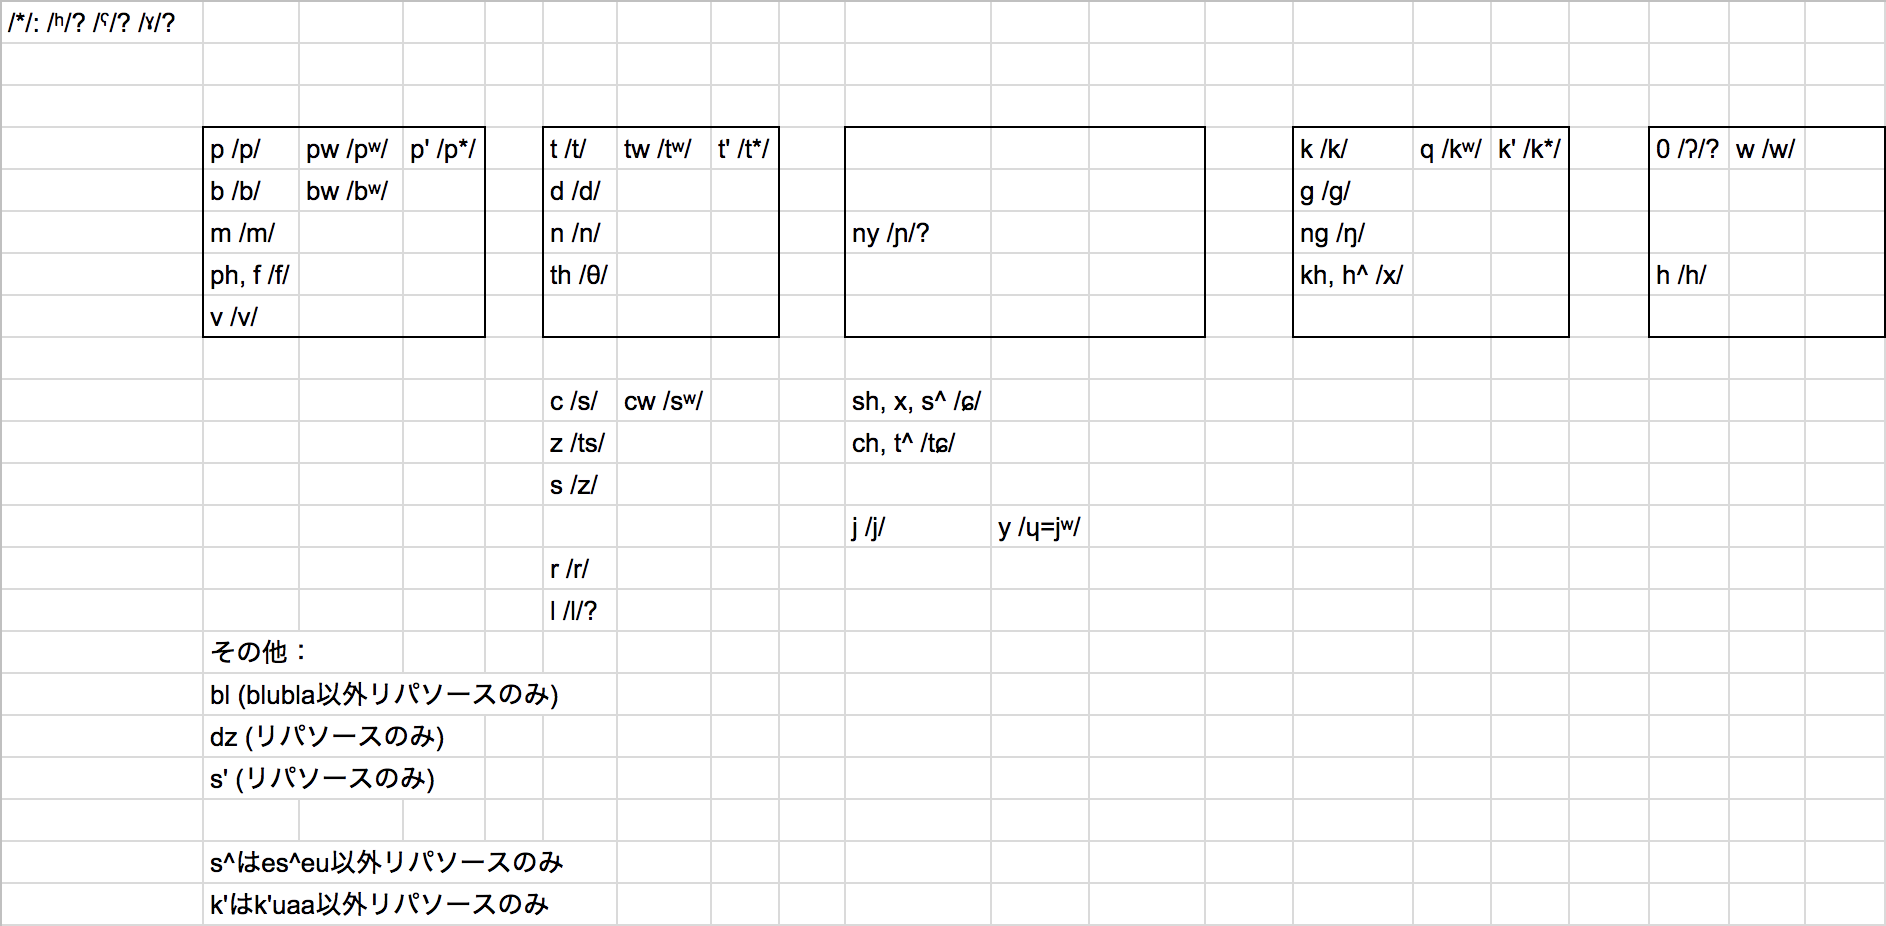 /*/: /ʰ/? /ˤ/? /ˠ/?
p /p/ pw /pʷ/ p' /p*/ t /t/ tw /tʷ/ t' /t*/ k /k/ q /kʷ/ k' /k*/ 0 /ʔ/? w /w/
b /b/ bw /bʷ/ d /d/ g /g/
m /m/ n /n/ ny /ɲ/? ng /ŋ/
ph, f /f/ th /θ/ kh, h^ /x/ h /h/
v /v/
c /s/ cw /sʷ/ sh, x, s^ /ɕ/
z /ts/ ch, t^ /tɕ/
s /z/
j /j/ y /ɥ=jʷ/
r /r/
l /l/?
その他：
bl (blubla以外リパソースのみ)
dz (リパソースのみ)
s' (リパソースのみ)
s^はes^eu以外リパソースのみ
k'はk'uaa以外リパソースのみ